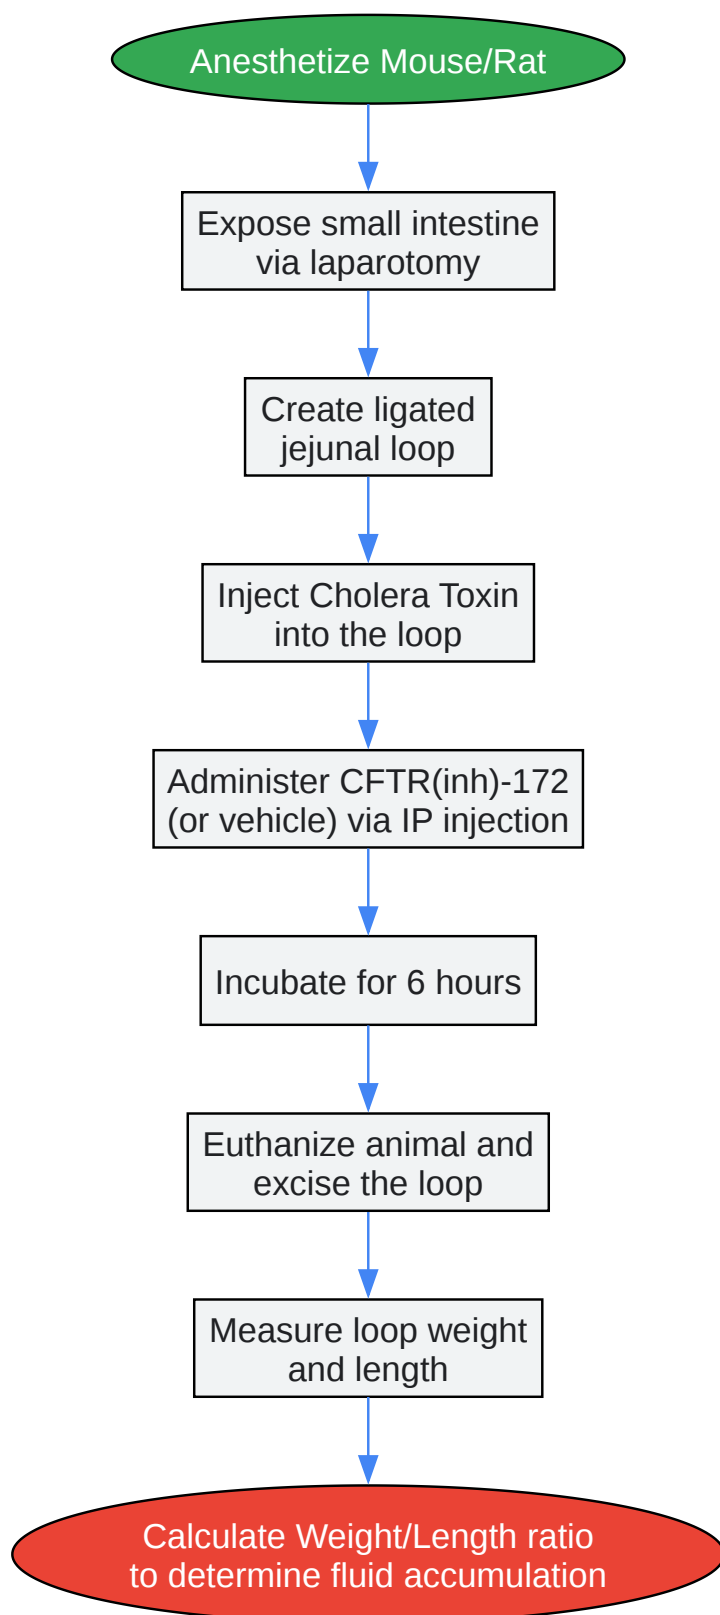 Anesthetize Mouse/Rat
Expose small intestine
via laparotomy
Create ligated
jejunal loop
Inject Cholera Toxin
into the loop
Administer CFTR(inh)-172
(or vehicle) via IP injection
Incubate for 6 hours
Euthanize animal and
excise the loop
Measure loop weight
and length
Calculate Weight/Length ratio
to determine fluid accumulation